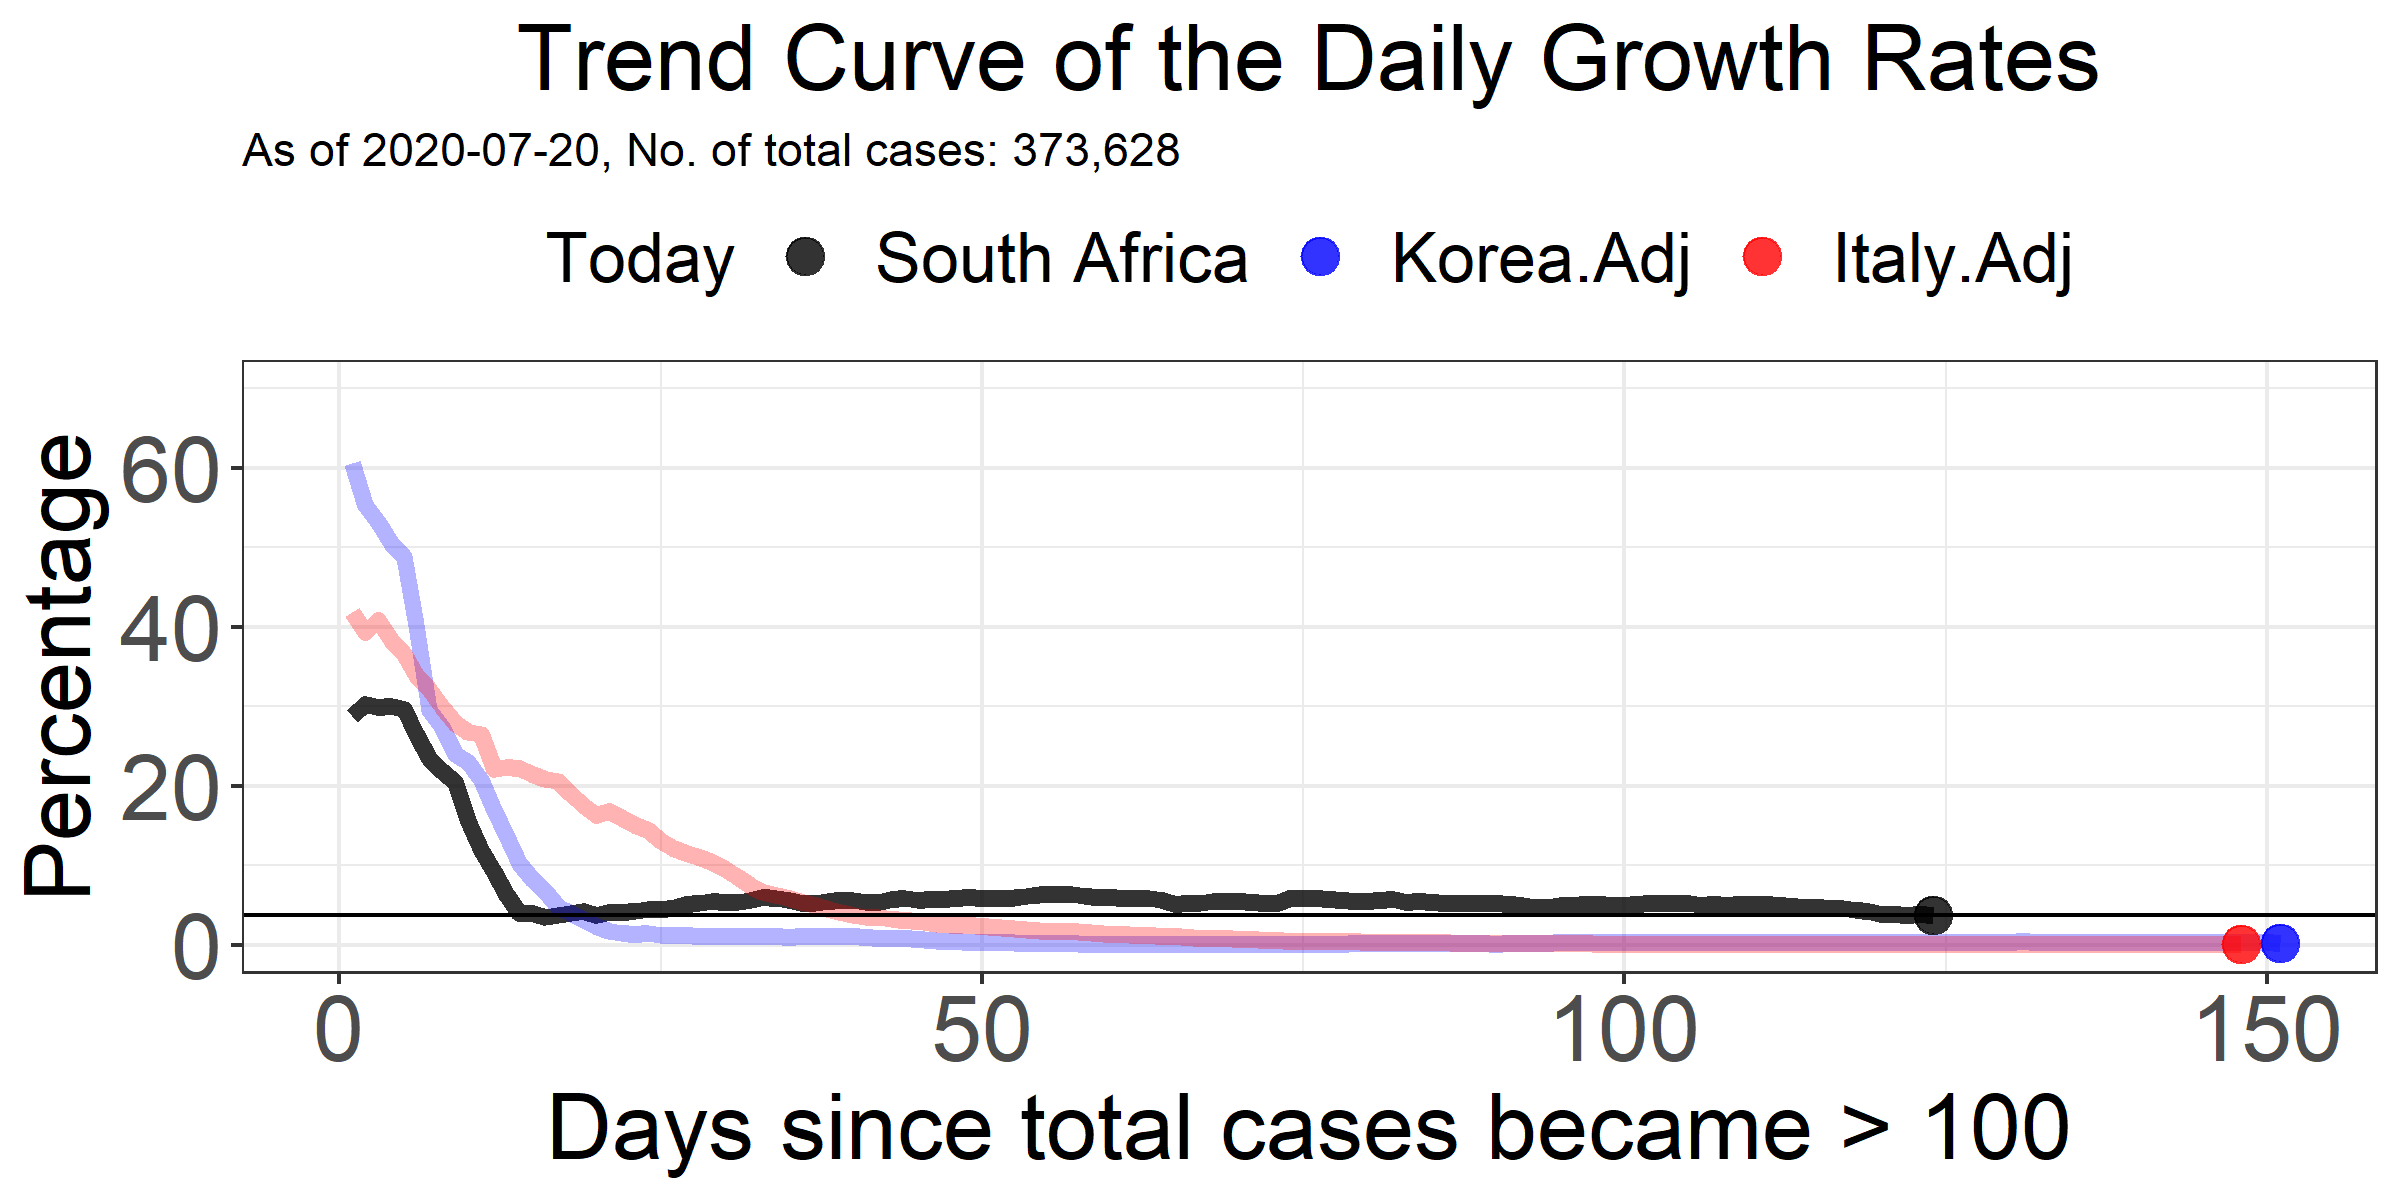 Trend Curve of the Daily Growth Rates
As of 2020-07-20, No. of total cases: 373,628
Today South Africa Korea.Adj Italy.Adj
Percentage
60
40
20
0
0 50 100 150
Days since total cases became > 100